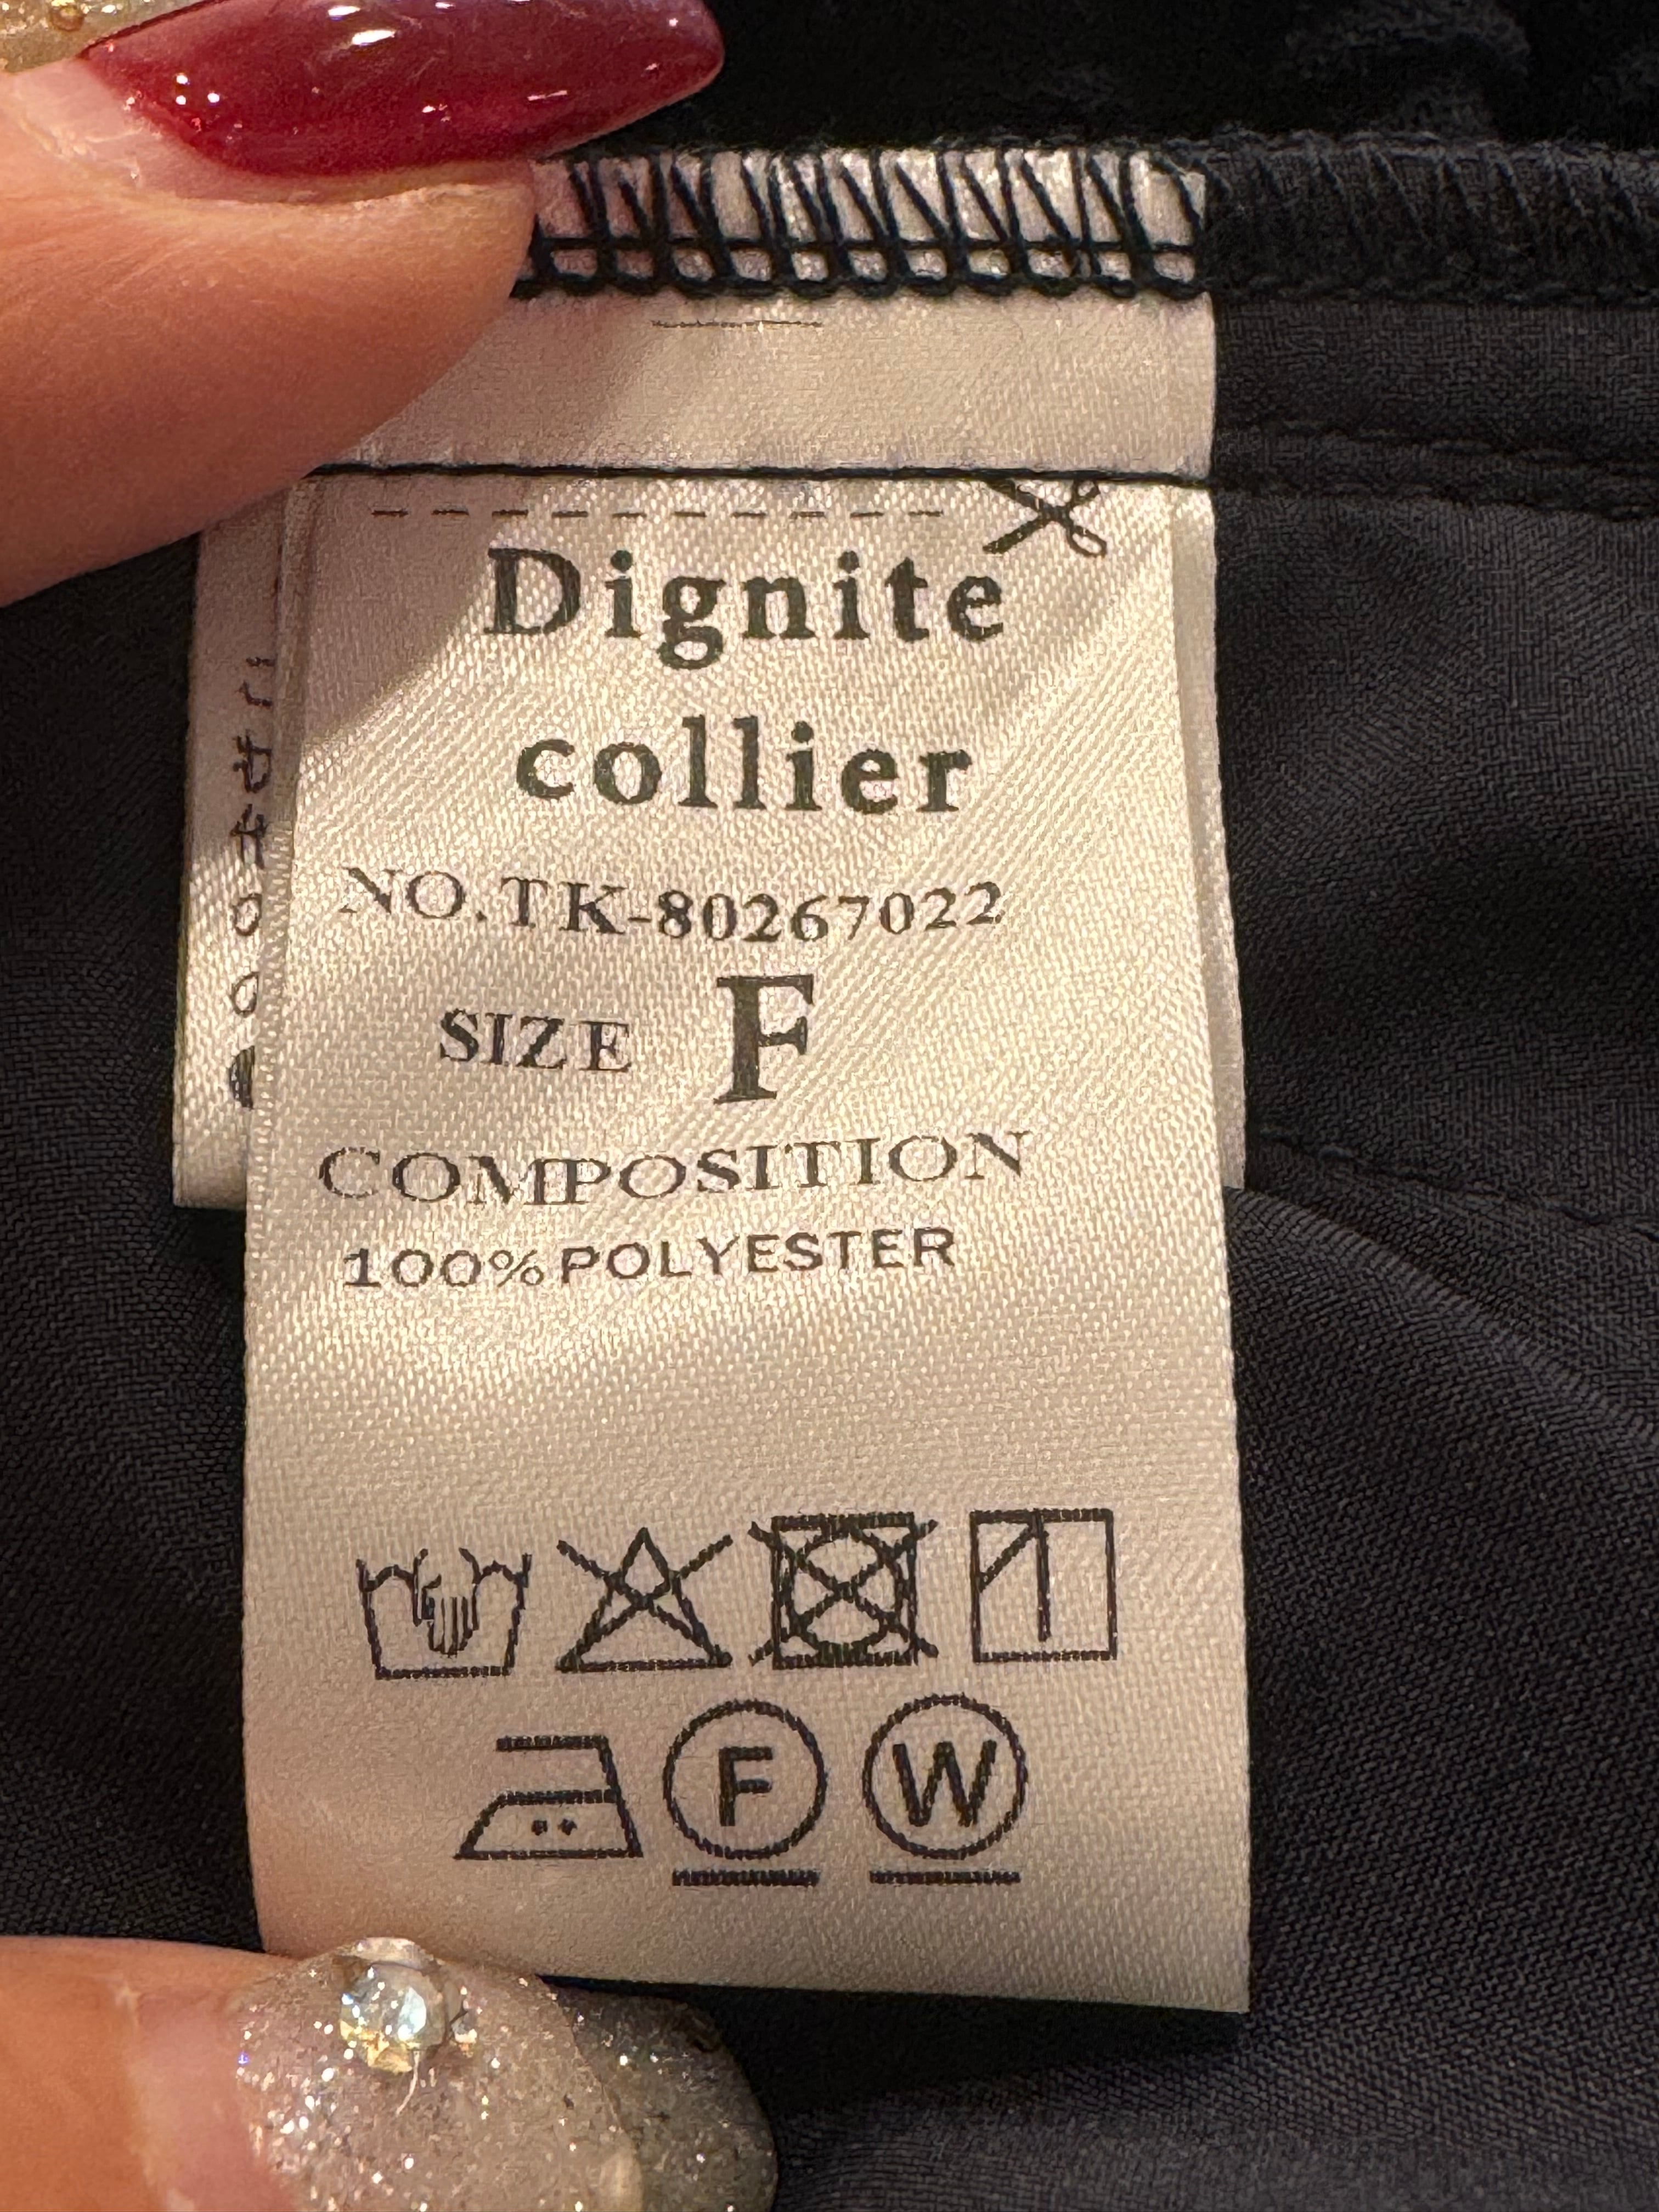 Dignite
collier
NO.TK-80267022
SIZE F
COMPOSITION
100%POLYESTER
F W